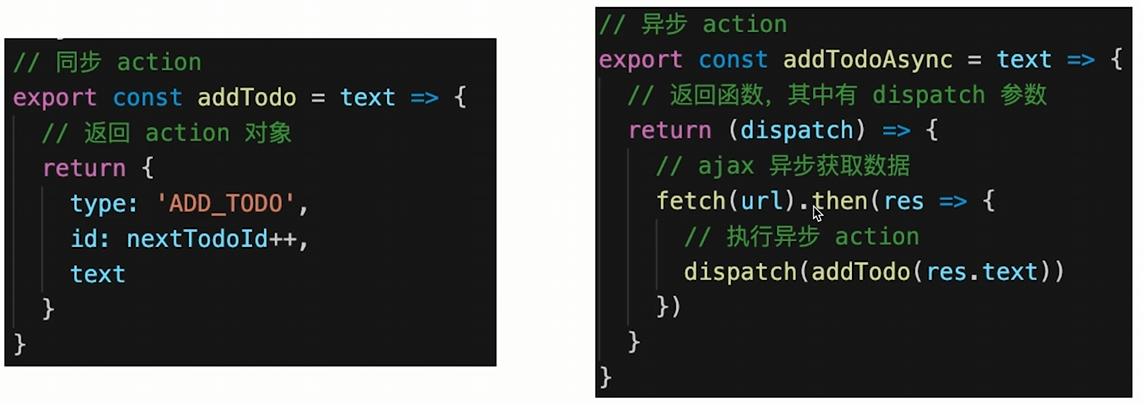 // 同步 action
export const addTodo = text => {
// 返回 action 对象
return {
type: 'ADD_TODO',
id: nextTodoId++,
text
}
}
// 异步 action
export const addTodoAsync = text => {
// 返回函数，其中有 dispatch 参数
return (dispatch) => {
// ajax 异步获取数据
fetch(url).then(res => {
// 执行异步 action
dispatch(addTodo(res.text))
})
}
}